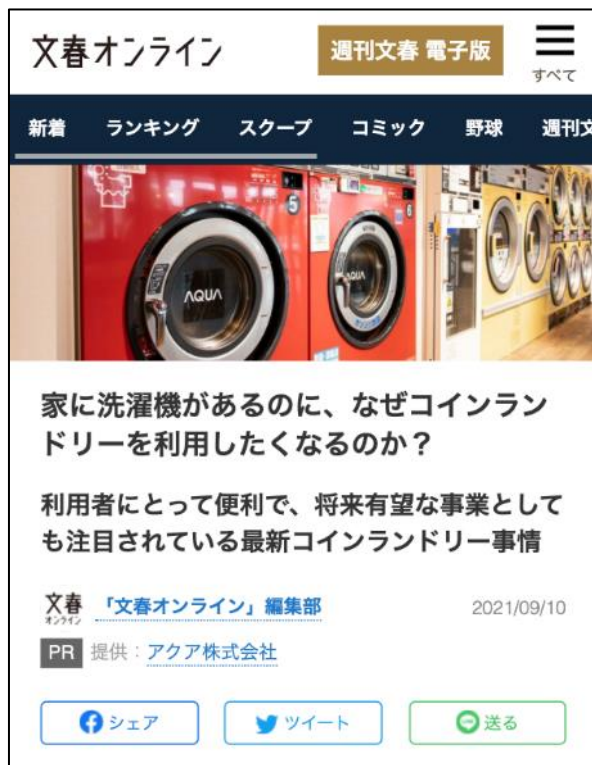 文春オンライン
週刊文春 電子版
すべて
新着 ランキング スクープ コミック 野球 週刊文
5
AQUA
AQUA
家に洗濯機があるのに、なぜコインラン
ドリーを利用したくなるのか？
利用者にとって便利で、将来有望な事業として
も注目されている最新コインランドリー事情
文春
オンライン
「文春オンライン」編集部
2021/09/10
PR 提供：アクア株式会社
シェア
ツイート
送る